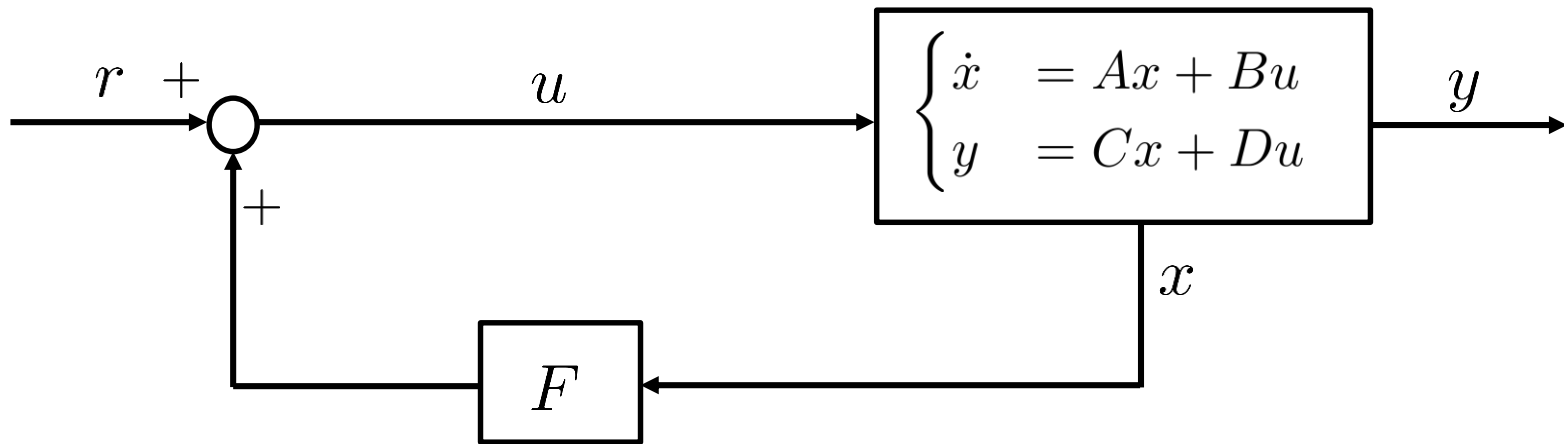 r +
u
ẋ = Ax + Bu
y = Cx + Du
y
+
x
F